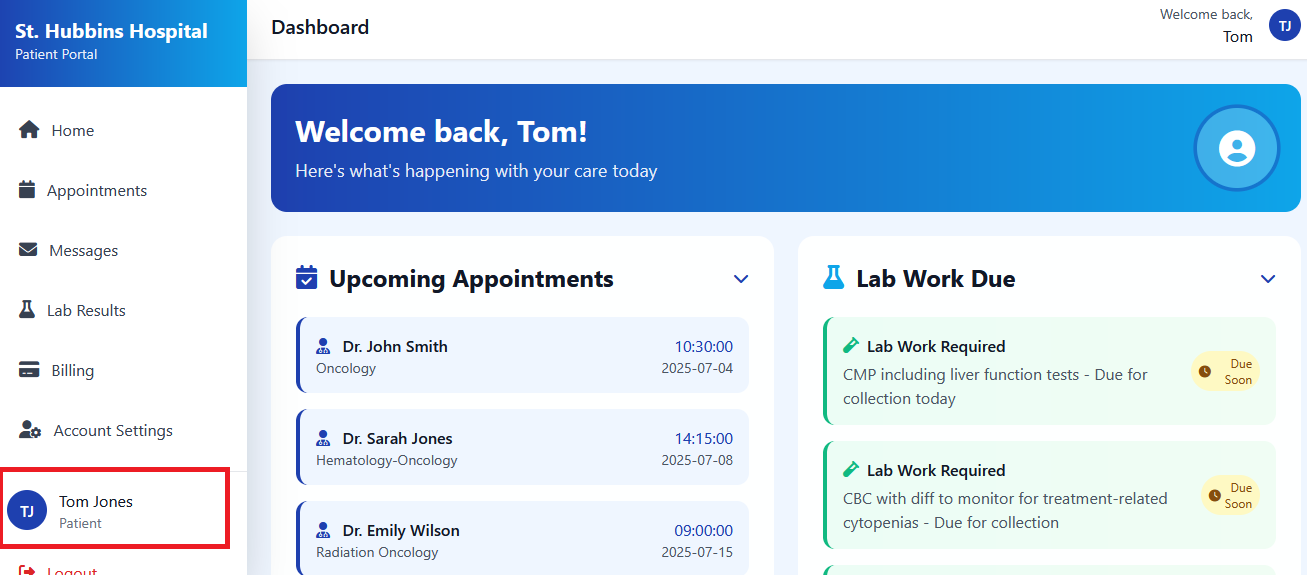 St. Hubbins Hospital
Patient Portal
Home
Appointments
Messages
Lab Results
Billing
Account Settings
TJ
Tom Jones
Patient
Logout
Dashboard
Welcome back,
Tom
TJ
Welcome back, Tom!
Here's what's happening with your care today
Upcoming Appointments
Dr. John Smith
10:30:00
Oncology
2025-07-04
Dr. Sarah Jones
14:15:00
Hematology-Oncology
2025-07-08
Dr. Emily Wilson
09:00:00
Radiation Oncology
2025-07-15
Lab Work Due
Lab Work Required
CMP including liver function tests - Due for
collection today
Due
Soon
Lab Work Required
CBC with diff to monitor for treatment-related
cytopenias - Due for collection
Due
Soon